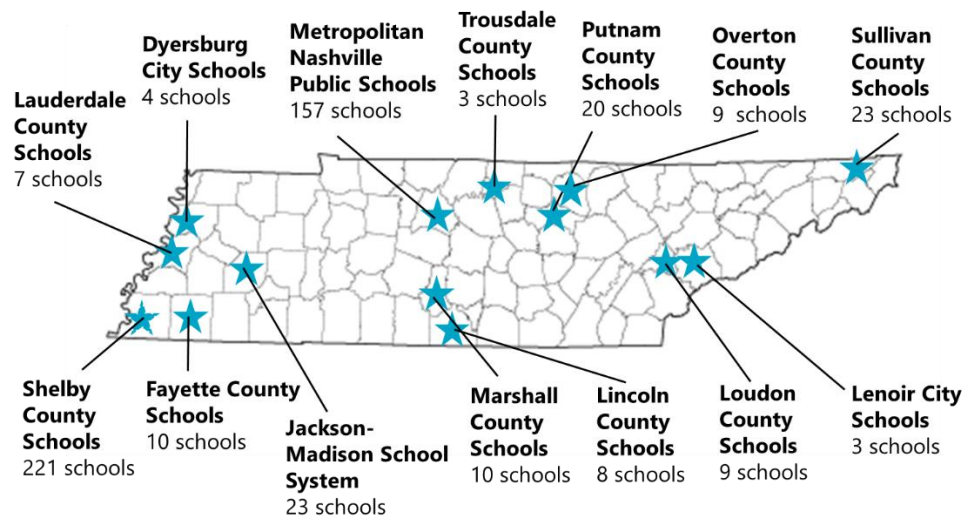 Lauderdale
County
Schools
7 schools
Dyersburg
City Schools
4 schools
Metropolitan
Nashville
Public Schools
157 schools
Trousdale
County
Schools
3 schools
Putnam
County
Schools
20 schools
Overton
County
Schools
9 schools
Sullivan
County
Schools
23 schools
Shelby
County
Schools
221 schools
Fayette County
Schools
10 schools
Jackson-
Madison School
System
23 schools
Marshall
County
Schools
10 schools
Lincoln
County
Schools
8 schools
Loudon
County
Schools
9 schools
Lenoir City
Schools
3 schools